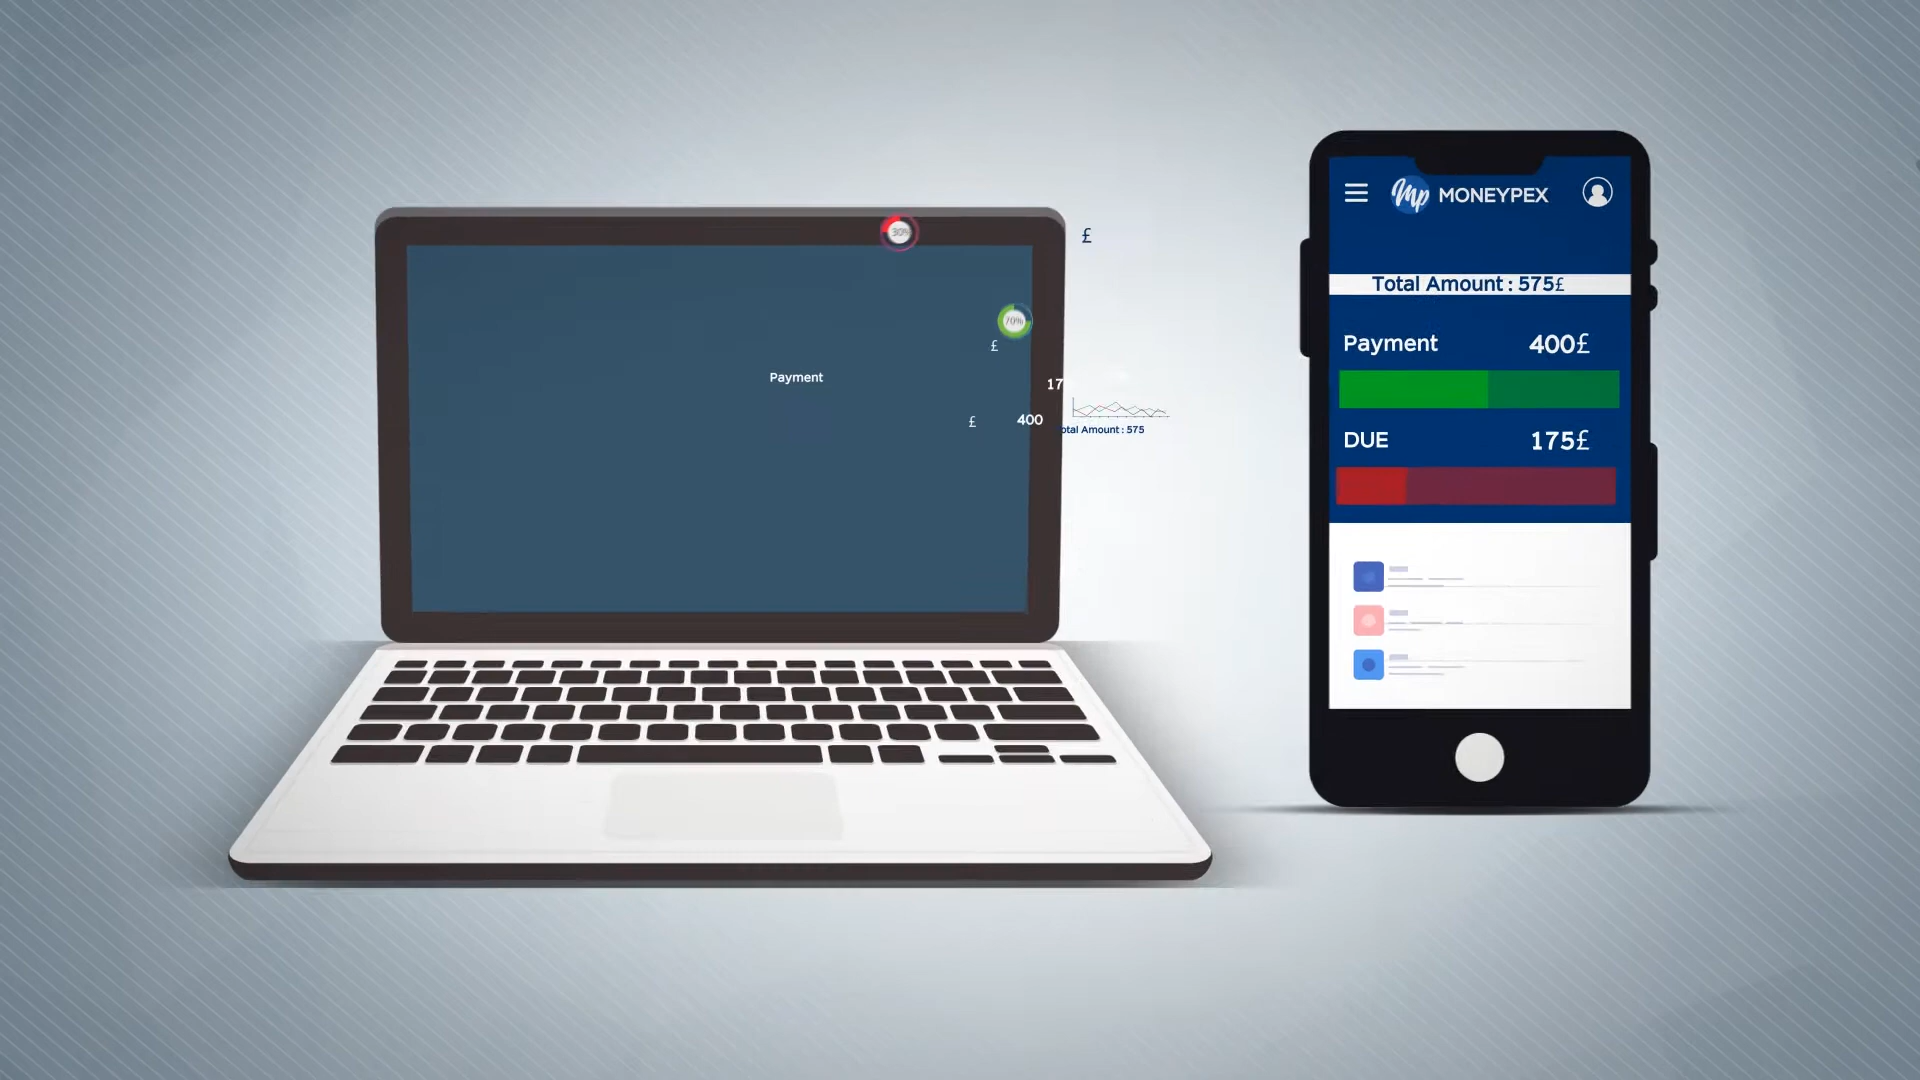 30%
£
70%
£
Payment
17
£ 400
otal Amount : 575
Mp MONEYPEX
Total Amount : 575£
Payment 400£
DUE 175£